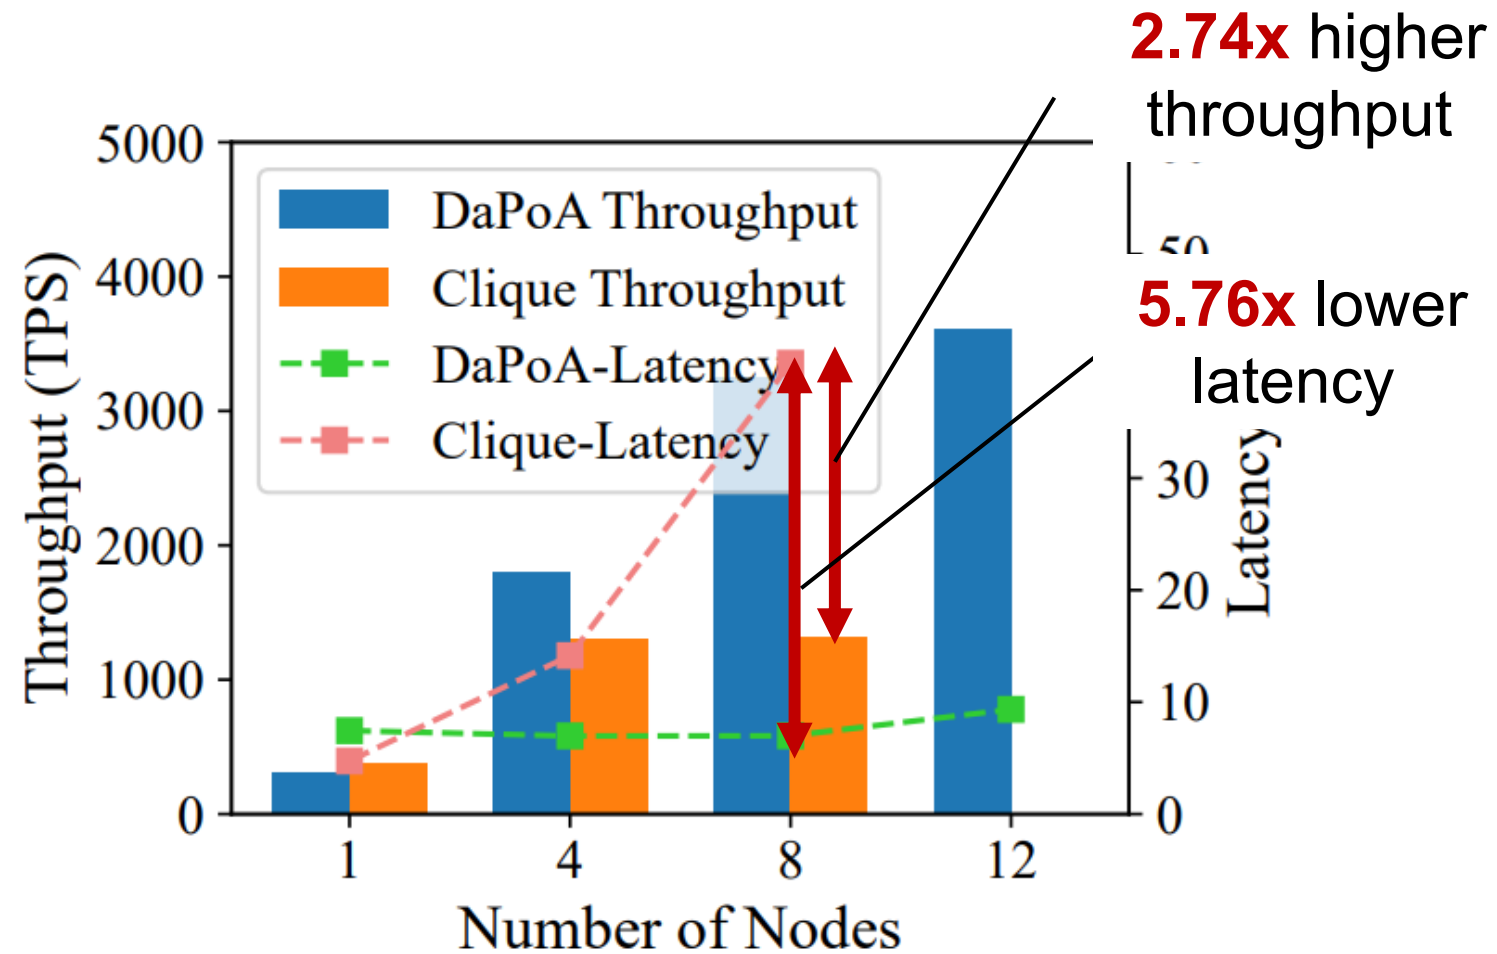 2.74x higher
throughput
5000
4000
3000
2000
1000
0
Throughput (TPS)
DaPoA Throughput
Clique Throughput
DaPoA-Latency
Clique-Latency
50
5.76x lower
latency
30
20
10
0
Latency
1
4
8
12
Number of Nodes